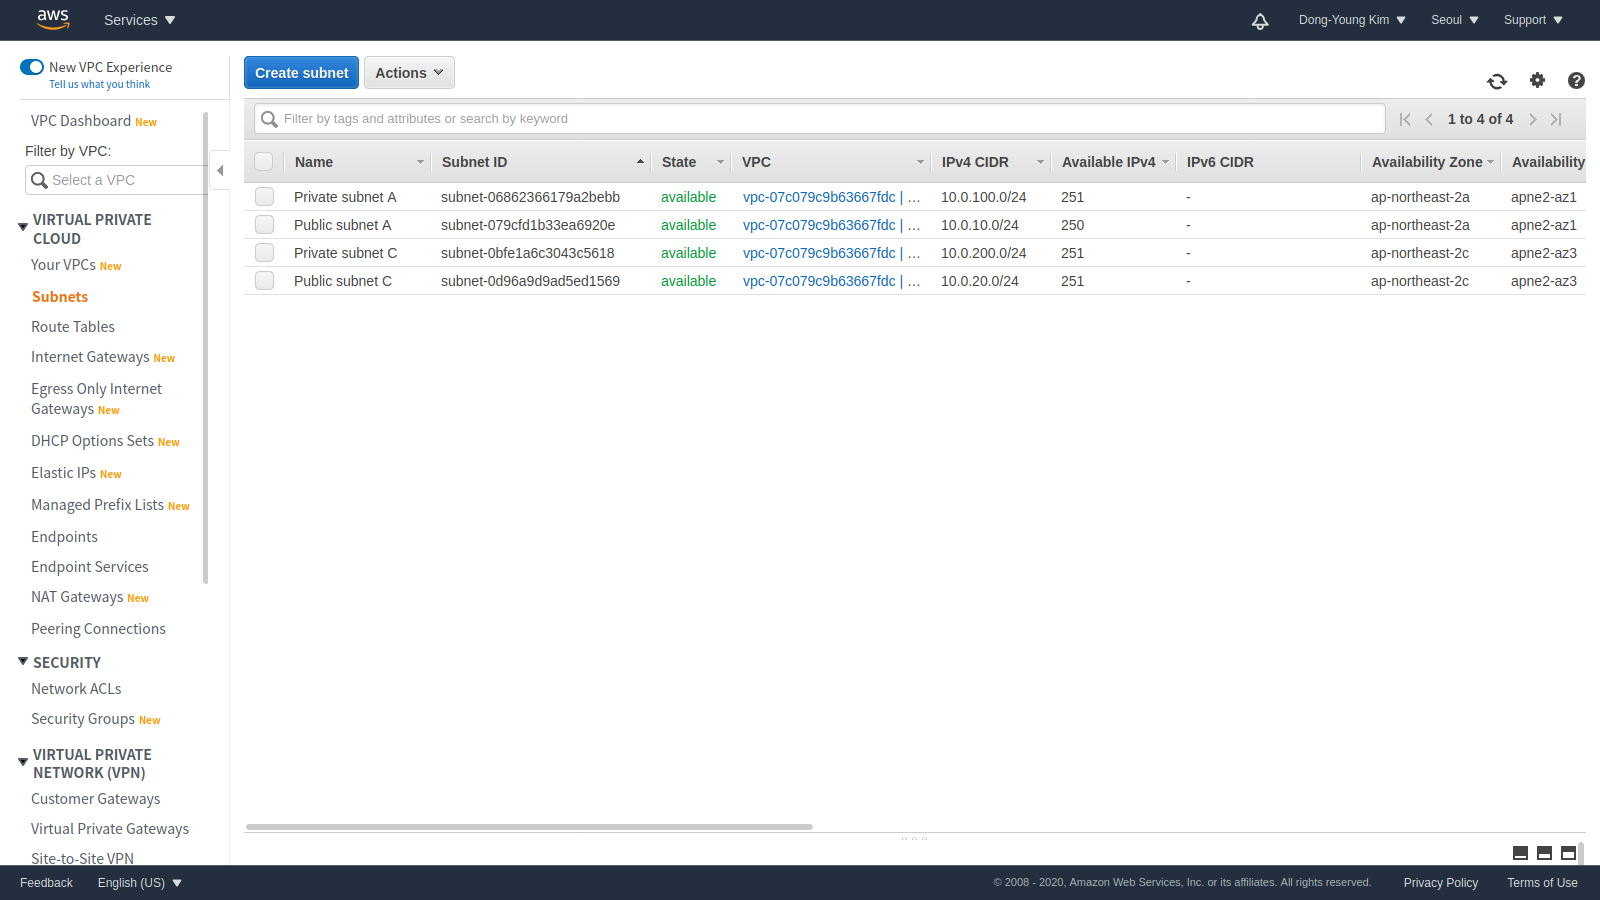 aws Services Dong-Young Kim Seoul Support
New VPC Experience
Tell us what you think
VPC Dashboard New
Filter by VPC:
Select a VPC
VIRTUAL PRIVATE
CLOUD
Your VPCs New
Subnets
Route Tables
Internet Gateways New
Egress Only Internet
Gateways New
DHCP Options Sets New
Elastic IPs New
Managed Prefix Lists New
Endpoints
Endpoint Services
NAT Gateways New
Peering Connections
SECURITY
Network ACLs
Security Groups New
VIRTUAL PRIVATE
NETWORK (VPN)
Customer Gateways
Virtual Private Gateways
Site-to-Site VPN
Create subnet Actions
Filter by tags and attributes or search by keyword 1 to 4 of 4
Name Subnet ID State VPC IPv4 CIDR Available IPv4 IPv6 CIDR Availability Zone Availability
Private subnet A subnet-06862366179a2bebb available vpc-07c079c9b63667fdc | … 10.0.100.0/24 251 - ap-northeast-2a apne2-az1
Public subnet A subnet-079cfd1b33ea6920e available vpc-07c079c9b63667fdc | … 10.0.10.0/24 250 - ap-northeast-2a apne2-az1
Private subnet C subnet-0bfe1a6c3043c5618 available vpc-07c079c9b63667fdc | … 10.0.200.0/24 251 - ap-northeast-2c apne2-az3
Public subnet C subnet-0d96a9d9ad5ed1569 available vpc-07c079c9b63667fdc | … 10.0.20.0/24 251 - ap-northeast-2c apne2-az3
Feedback English (US) © 2008 - 2020, Amazon Web Services, Inc. or its affiliates. All rights reserved. Privacy Policy Terms of Use